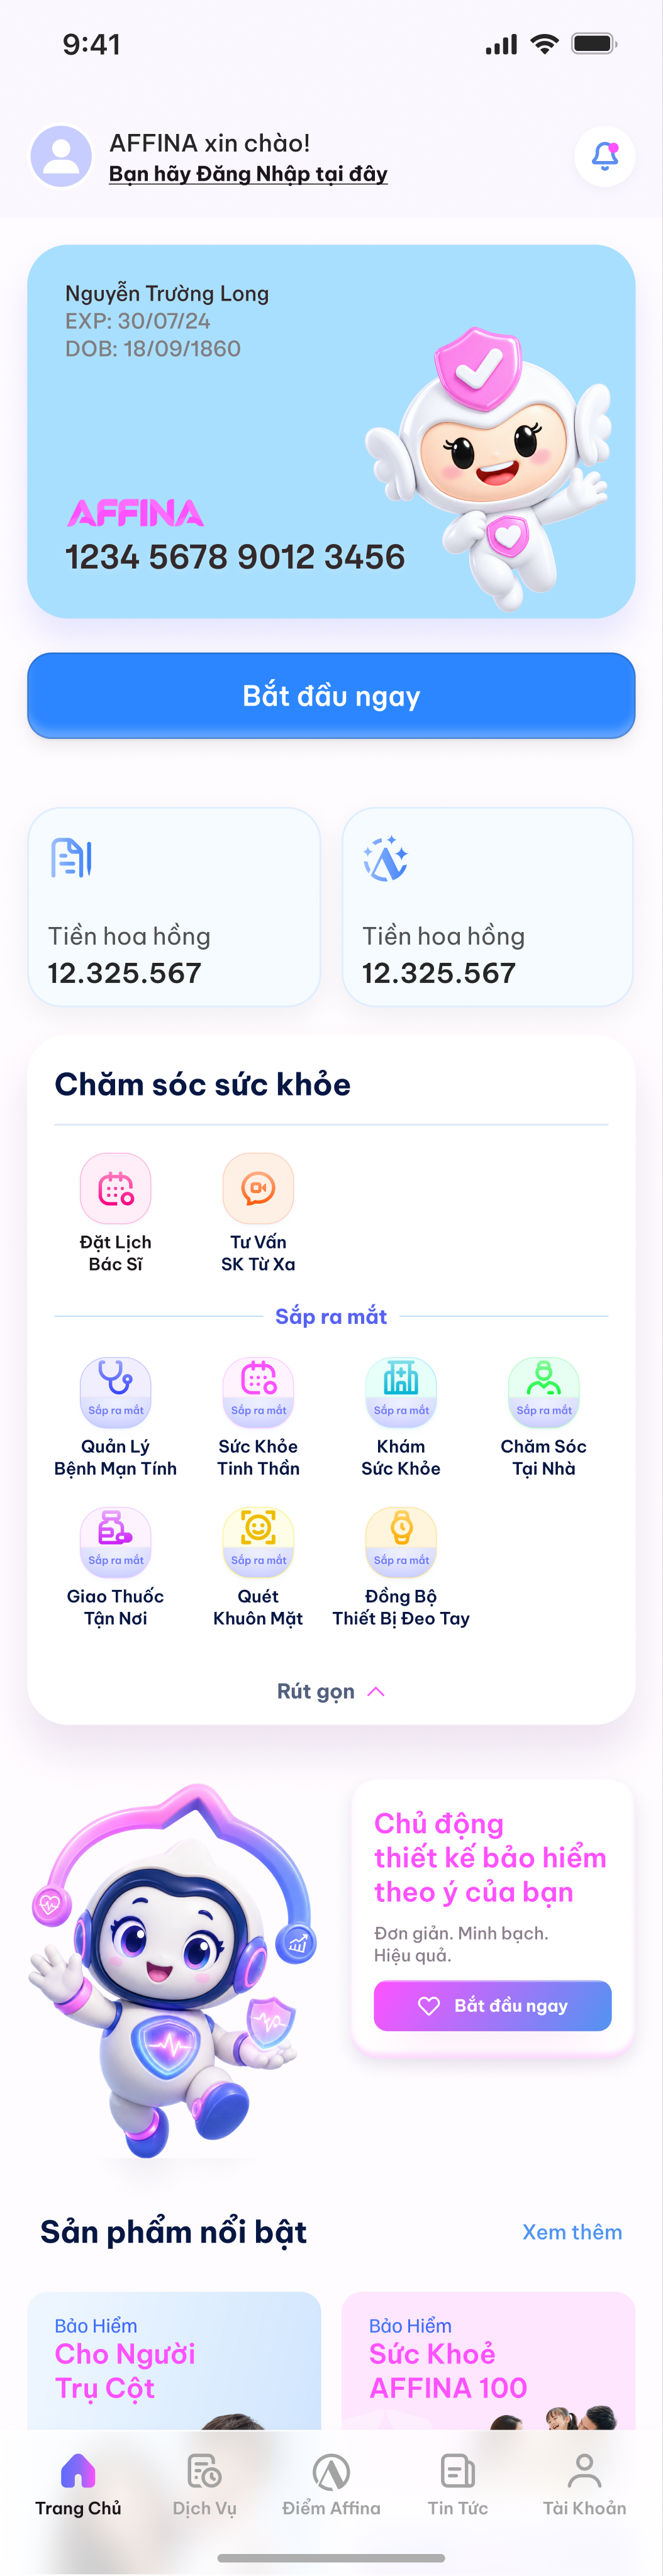 9:41
AFFINA xin chào!
Bạn hãy Đăng Nhập tại đây
Nguyễn Trường Long
EXP: 30/07/24
DOB: 18/09/1860
AFFINA
1234 5678 9012 3456
Bắt đầu ngay
Tiền hoa hồng
12.325.567
Tiền hoa hồng
12.325.567
Chăm sóc sức khỏe
Đặt Lịch
Bác Sĩ
Tư Vấn
SK Từ Xa
Sắp ra mắt
Sắp ra mắt
Quản Lý
Bệnh Mạn Tính
Sắp ra mắt
Sức Khỏe
Tinh Thần
Sắp ra mắt
Khám
Sức Khỏe
Sắp ra mắt
Chăm Sóc
Tại Nhà
Sắp ra mắt
Giao Thuốc
Tận Nơi
Sắp ra mắt
Quét
Khuôn Mặt
Sắp ra mắt
Đồng Bộ
Thiết Bị Đeo Tay
Rút gọn
Chủ động
thiết kế bảo hiểm
theo ý của bạn
Đơn giản. Minh bạch.
Hiệu quả.
Bắt đầu ngay
Sản phẩm nổi bật
Xem thêm
Bảo Hiểm
Cho Người
Trụ Cột
Bảo Hiểm
Sức Khoẻ
AFFINA 100
Trang Chủ
Dịch Vụ
Điểm Affina
Tin Tức
Tài Khoản